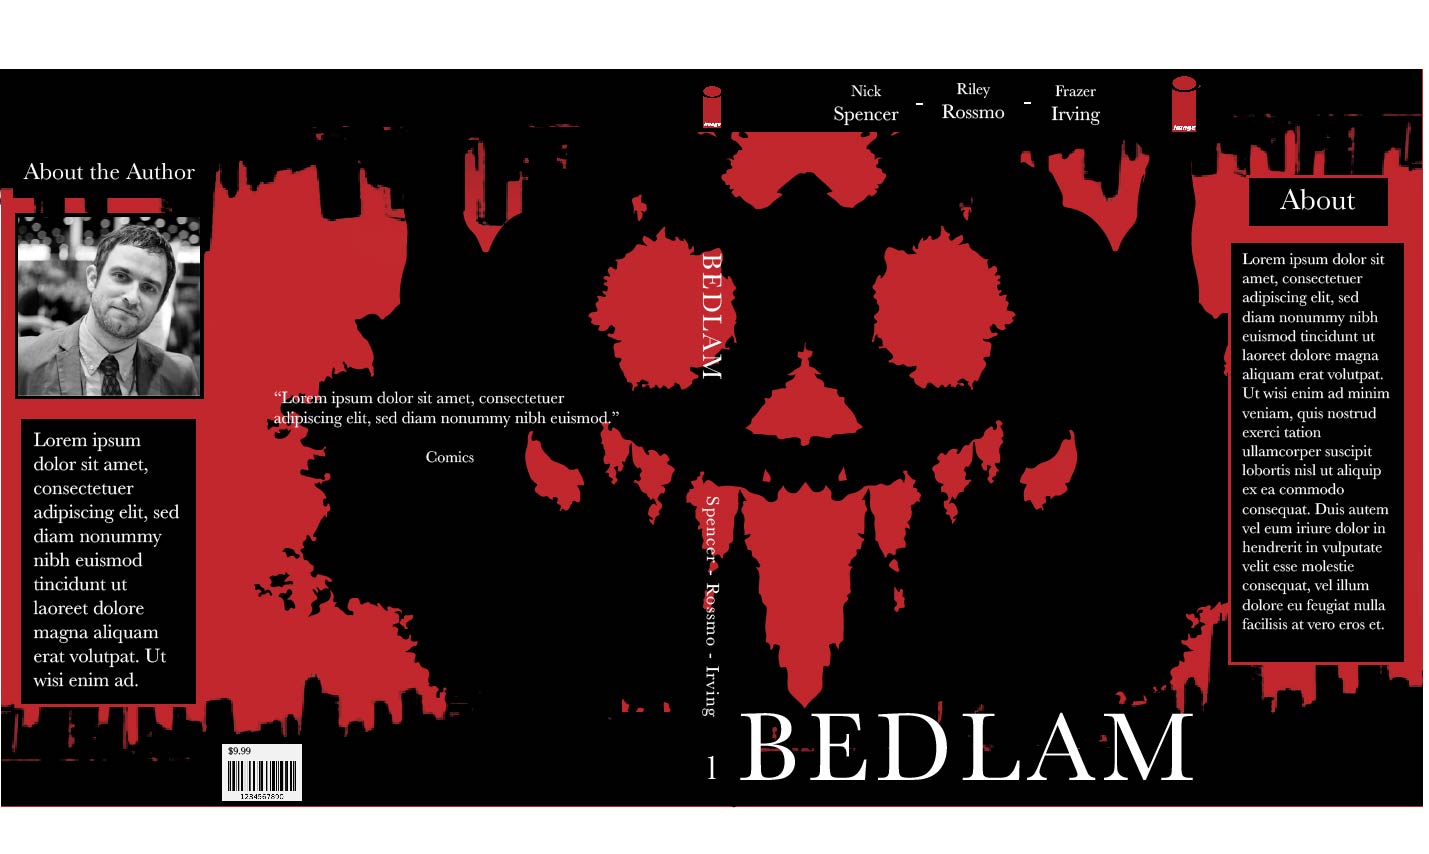 About the Author
Lorem ipsum
dolor sit amet,
consectetuer
adipiscing elit, sed
diam nonummy
nibh euismod
tincidunt ut
laoreet dolore
magna aliquam
erat volutpat. Ut
wisi enim ad.
“Lorem ipsum dolor sit amet, consectetuer
adipiscing elit, sed diam nonummy nibh euismod.”
Comics
$9.99
1234567890
image
BEDLAM
Spencer - Rossmo - Irving
1
Nick
Spencer
-
Riley
Rossmo
-
Frazer
Irving
image
BEDLAM
About
Lorem ipsum dolor sit
amet, consectetuer
adipiscing elit, sed
diam nonummy nibh
euismod tincidunt ut
laoreet dolore magna
aliquam erat volutpat.
Ut wisi enim ad minim
veniam, quis nostrud
exerci tation
ullamcorper suscipit
lobortis nisl ut aliquip
ex ea commodo
consequat. Duis autem
vel eum iriure dolor in
hendrerit in vulputate
velit esse molestie
consequat, vel illum
dolore eu feugiat nulla
facilisis at vero eros et.